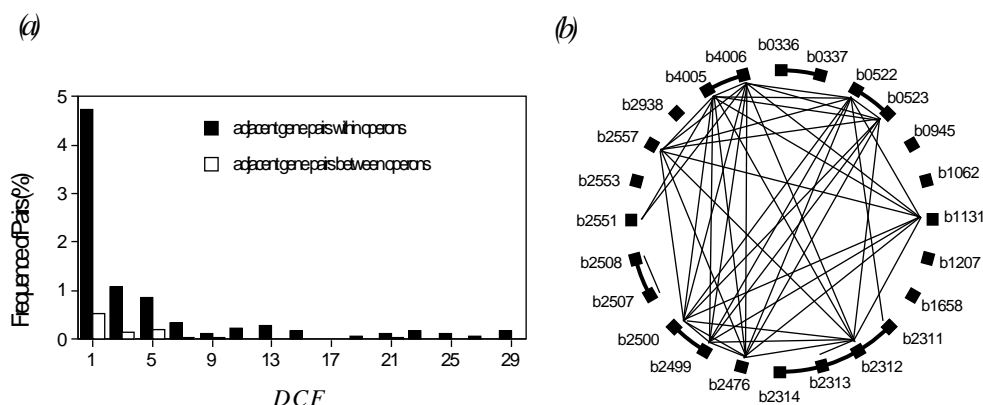 (a)
5
4
3
2
1
0
Frequence of Pairs (%)
adjacent gene pairs within operons
adjacent gene pairs between operons
1
5
9
13
17
21
25
29
DCF
(b)
b4006
b0336
b0337
b4005
b0522
b2938
b0523
b2557
b0945
b2553
b1062
b2551
b1131
b2508
b1207
b2507
b1658
b2500
b2311
b2499
b2312
b2476
b2313
b2314